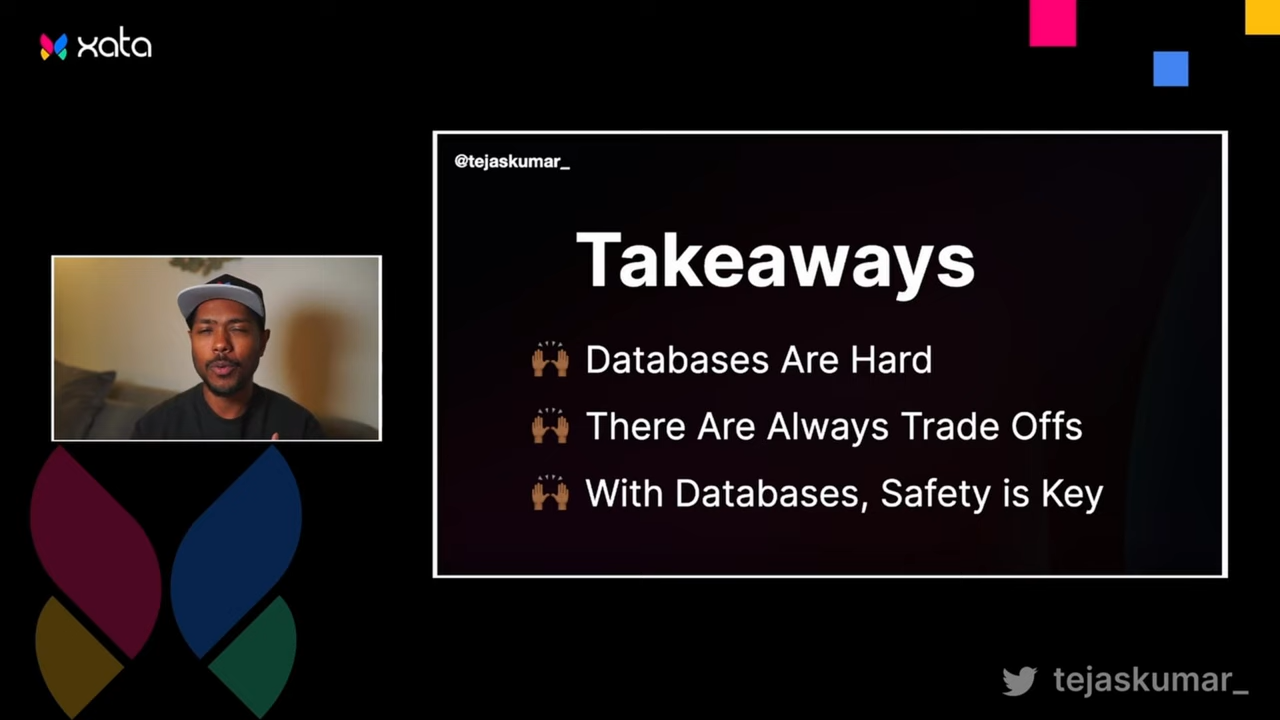 xata
@tejaskumar_
Takeaways
🙌🏾 Databases Are Hard
🙌🏾 There Are Always Trade Offs
🙌🏾 With Databases, Safety is Key
tejaskumar_